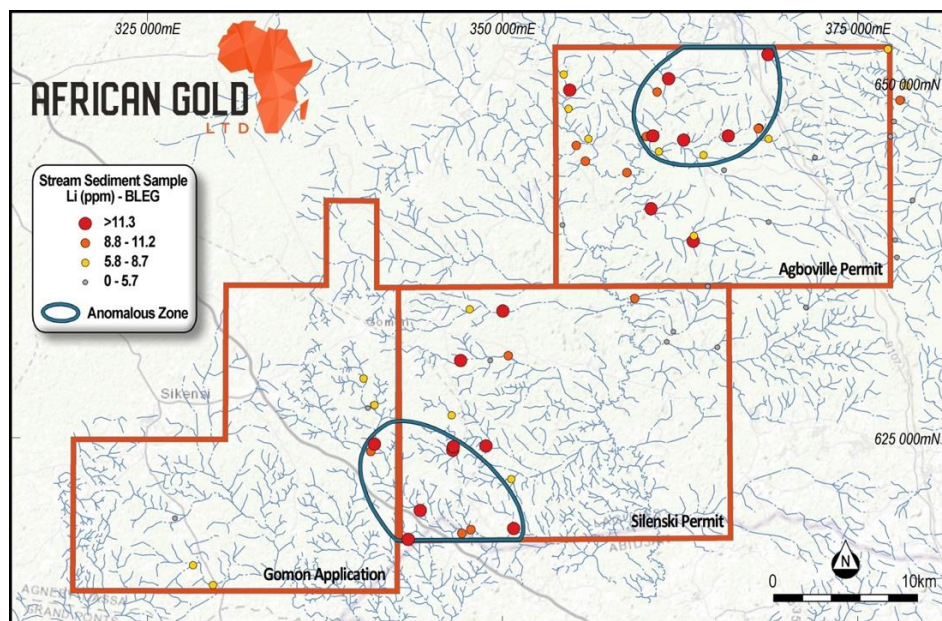 325 000mE
350 000mE
375 000mE
AFRICAN GOLD
LTD
650 000mN
Stream Sediment Sample
Li (ppm) - BLEG
>11.3
8.8 - 11.2
5.8 - 8.7
0 - 5.7
Anomalous Zone
Agboville Permit
Sikensi
625 000mN
Silenski Permit
Gomon Application
N
0
10km